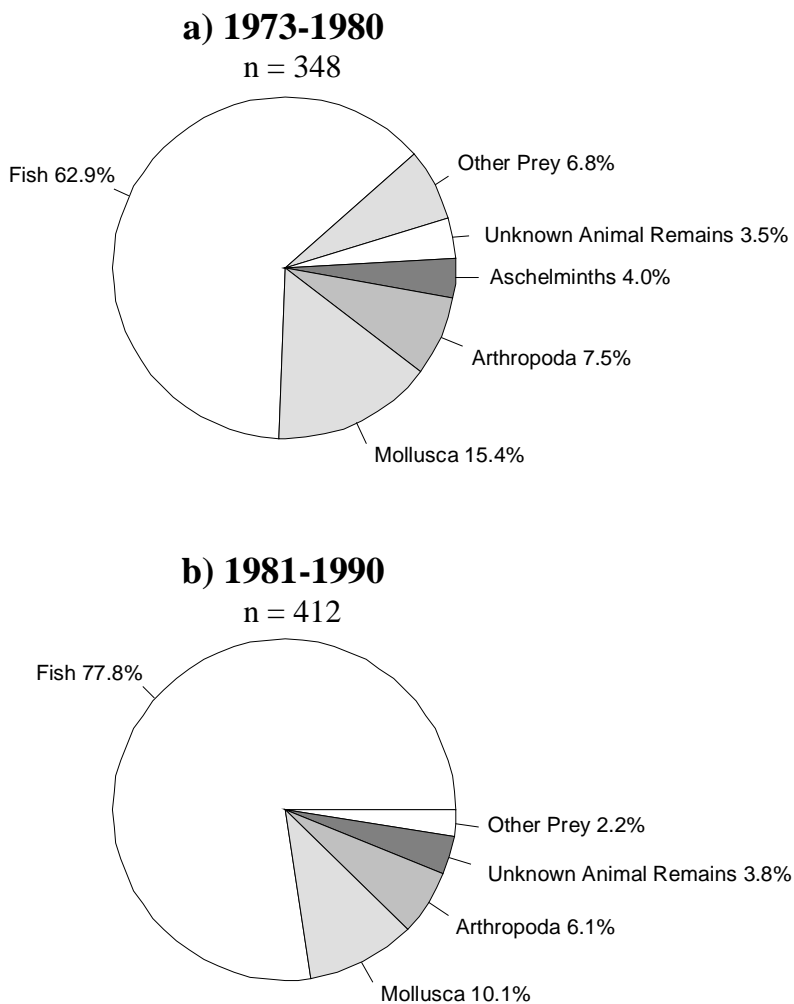 a) 1973-1980
n = 348
Fish 62.9%
Other Prey 6.8%
Unknown Animal Remains 3.5%
Aschelminths 4.0%
Arthropoda 7.5%
Mollusca 15.4%
b) 1981-1990
n = 412
Fish 77.8%
Other Prey 2.2%
Unknown Animal Remains 3.8%
Arthropoda 6.1%
Mollusca 10.1%